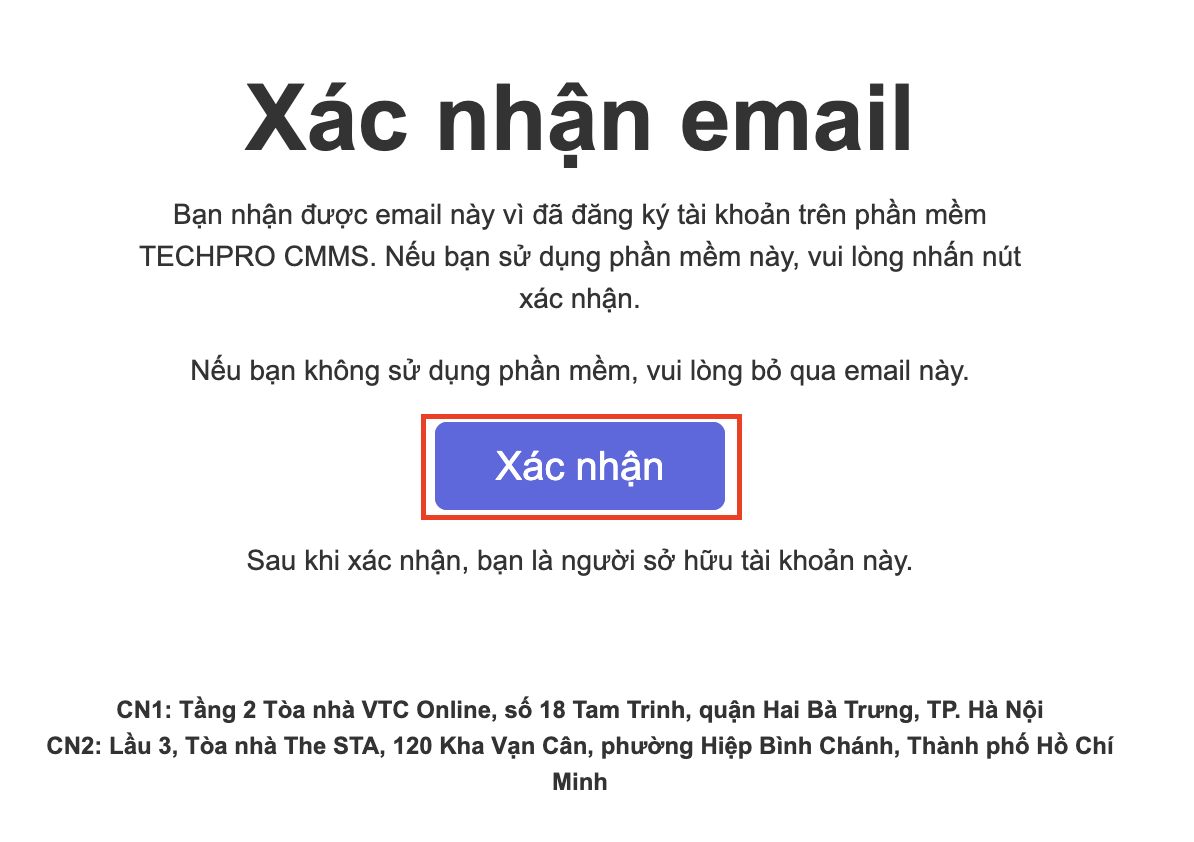 Xác nhận email
Bạn nhận được email này vì đã đăng ký tài khoản trên phần mềm
TECHPRO CMMS. Nếu bạn sử dụng phần mềm này, vui lòng nhấn nút
xác nhận.
Nếu bạn không sử dụng phần mềm, vui lòng bỏ qua email này.
Xác nhận
Sau khi xác nhận, bạn là người sở hữu tài khoản này.
CN1: Tầng 2 Tòa nhà VTC Online, số 18 Tam Trinh, quận Hai Bà Trưng, TP. Hà Nội
CN2: Lầu 3, Tòa nhà The STA, 120 Kha Vạn Cân, phường Hiệp Bình Chánh, Thành phố Hồ Chí
Minh